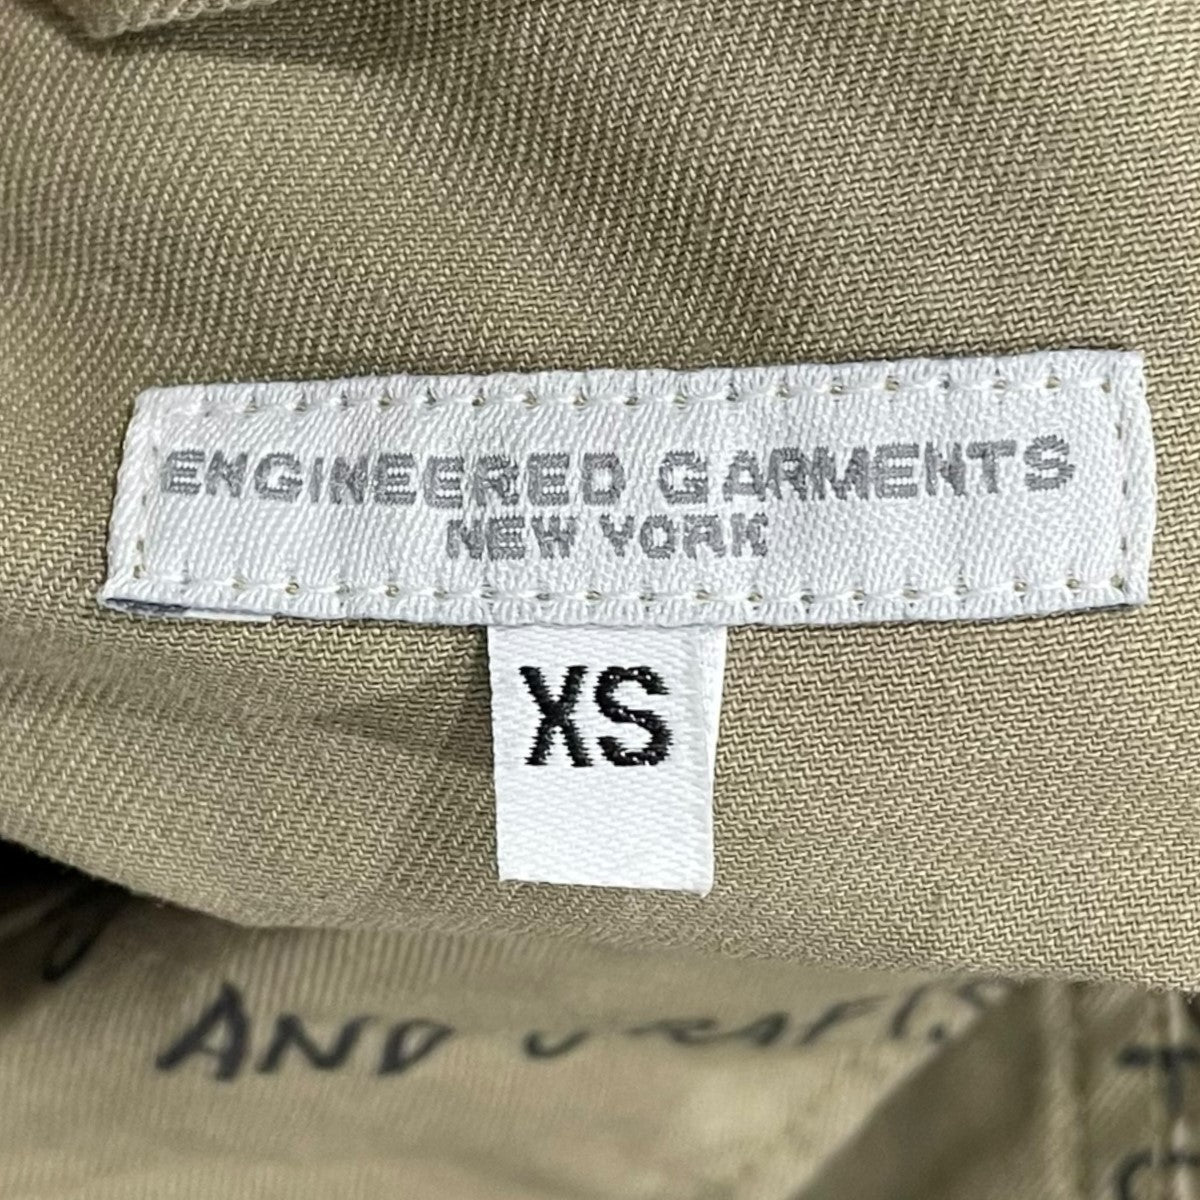 ENGINEERED GARMENTS
NEW YORK
XS
AND